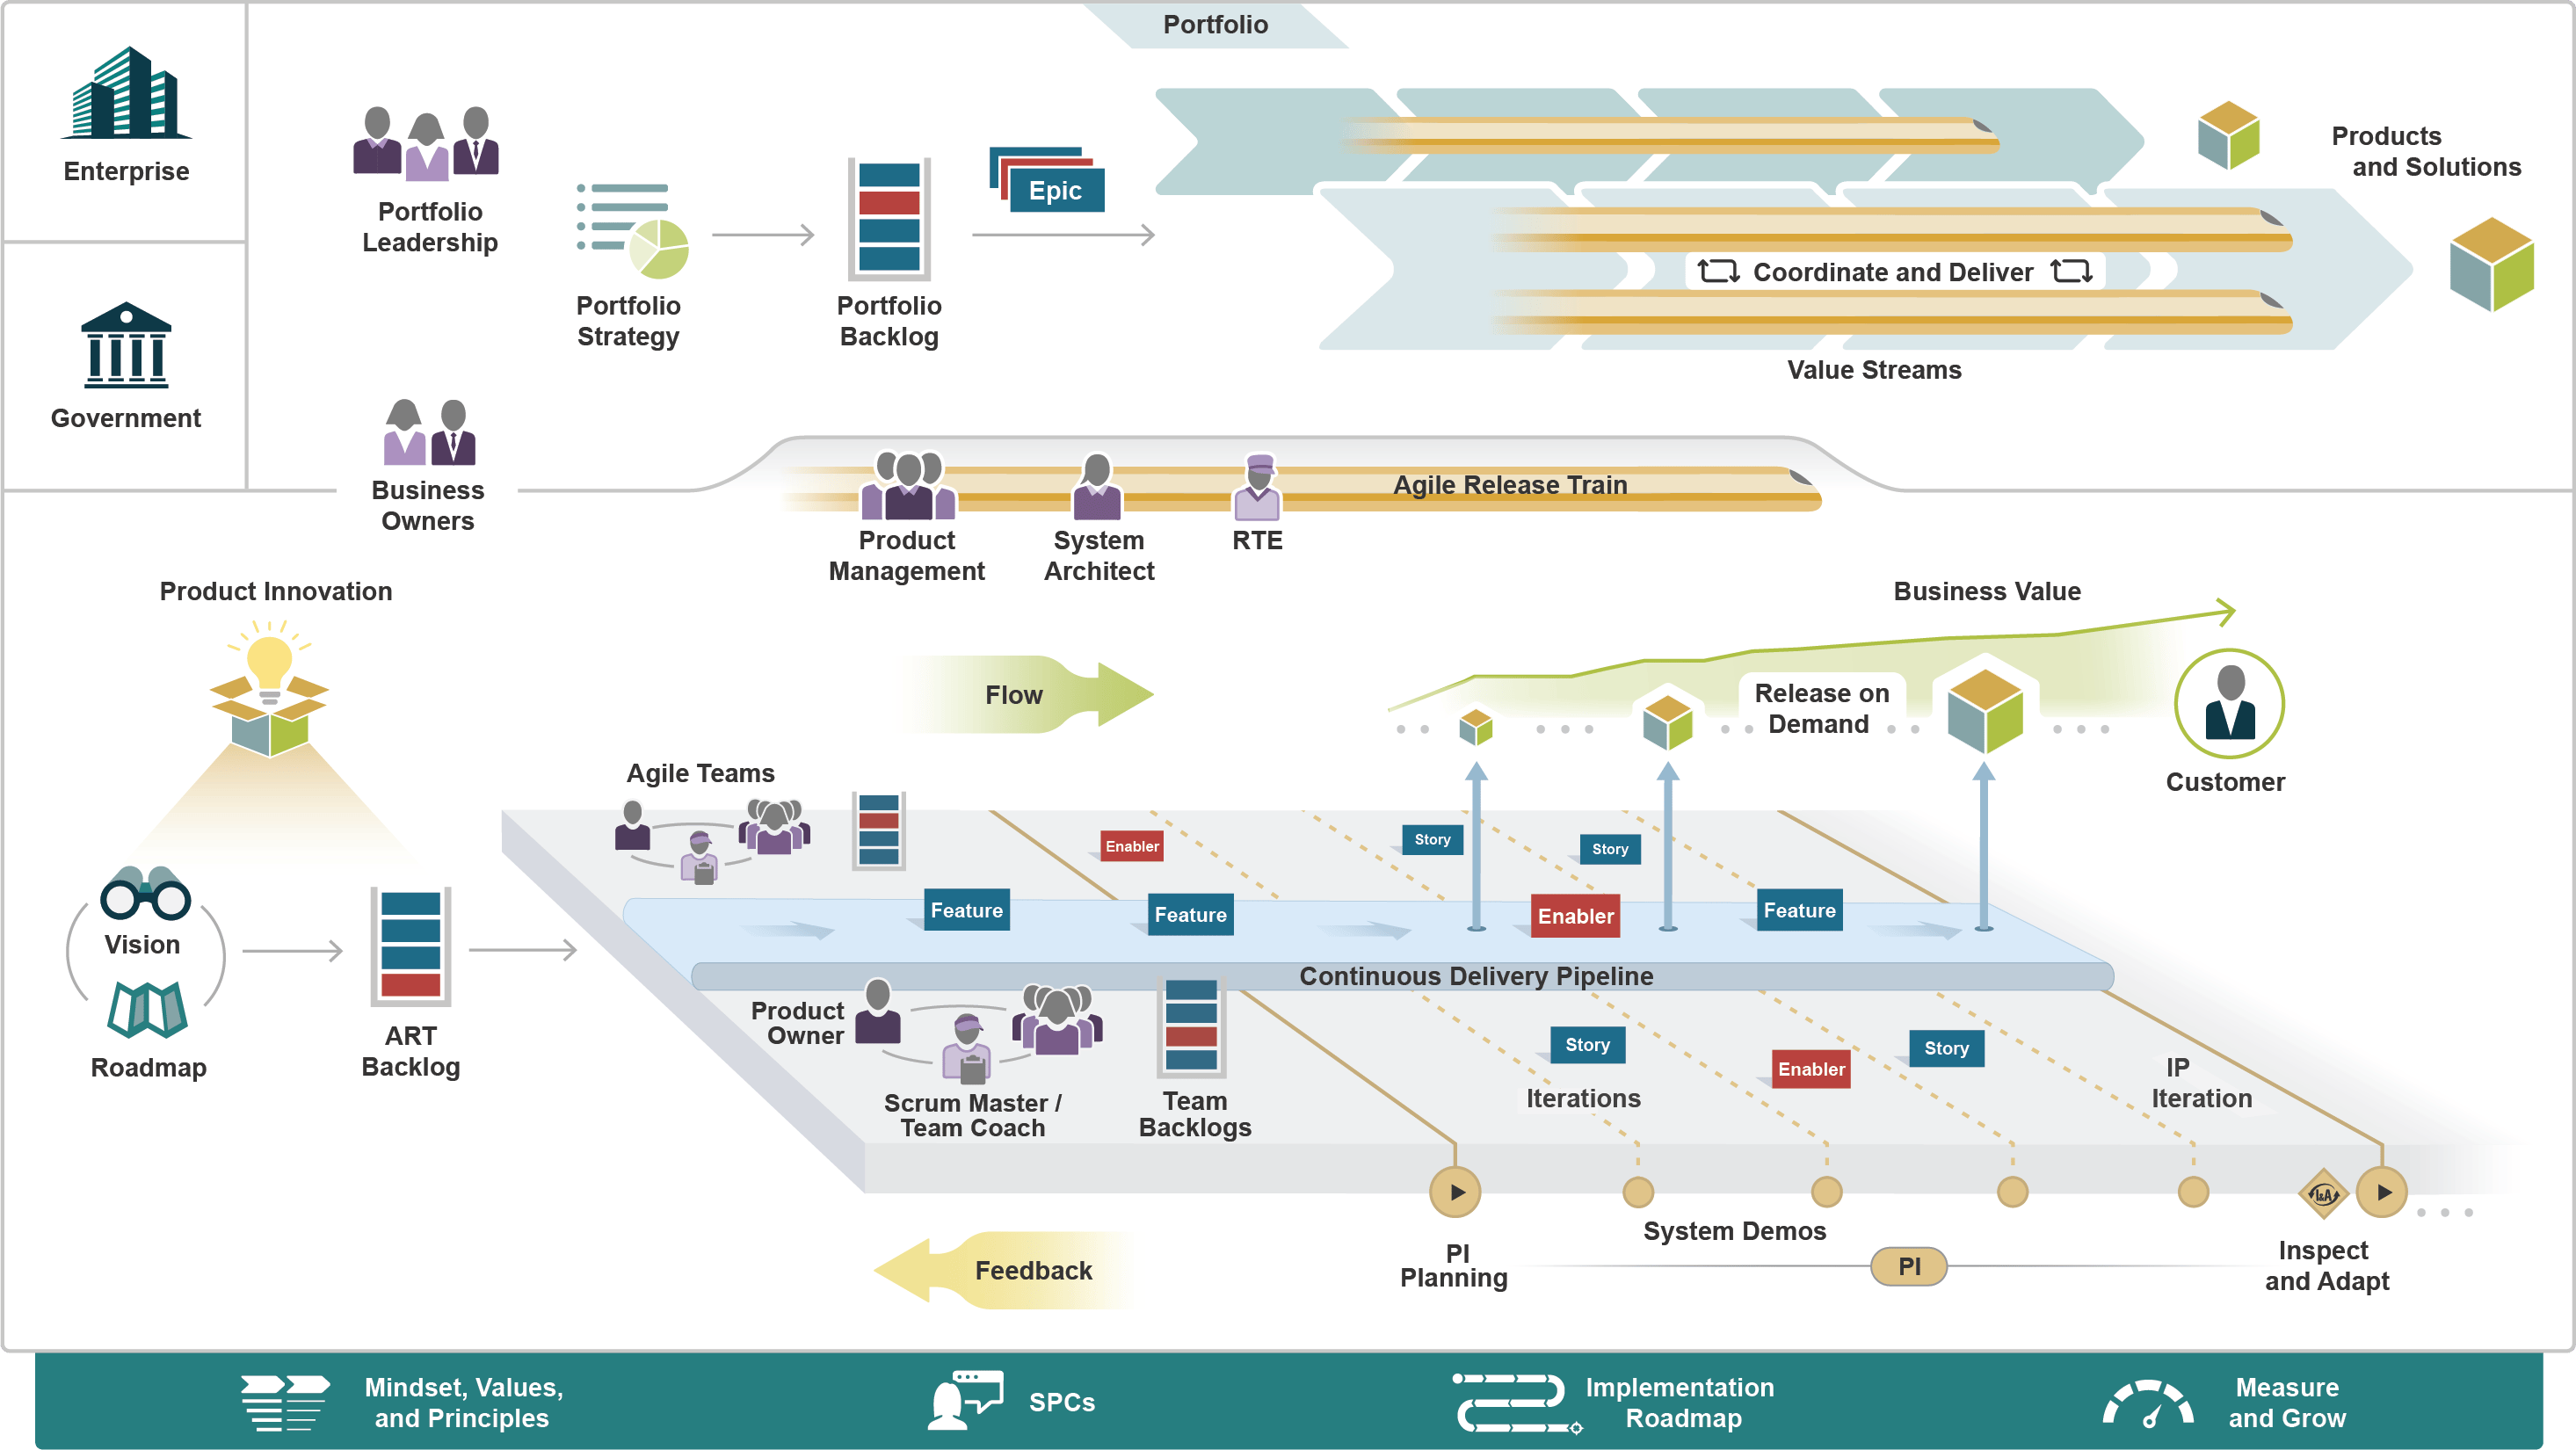 Portfolio
Enterprise
Government
Portfolio
Leadership
Portfolio
Strategy
Portfolio
Backlog
Epic
Products
and Solutions
Coordinate and Deliver
Value Streams
Business
Owners
Agile Release Train
Product
Management
System
Architect
RTE
Product Innovation
Business Value
Flow
Release on
Demand
Customer
Agile Teams
Enabler
Story
Story
Feature
Feature
Enabler
Feature
Vision
Roadmap
ART
Backlog
Continuous Delivery Pipeline
Product
Owner
Scrum Master /
Team Coach
Team
Backlogs
Story
Iterations
Enabler
Story
IP
Iteration
I&A
System Demos
PI
Planning
PI
Inspect
and Adapt
Feedback
Mindset, Values,
and Principles
SPCs
Implementation
Roadmap
Measure
and Grow